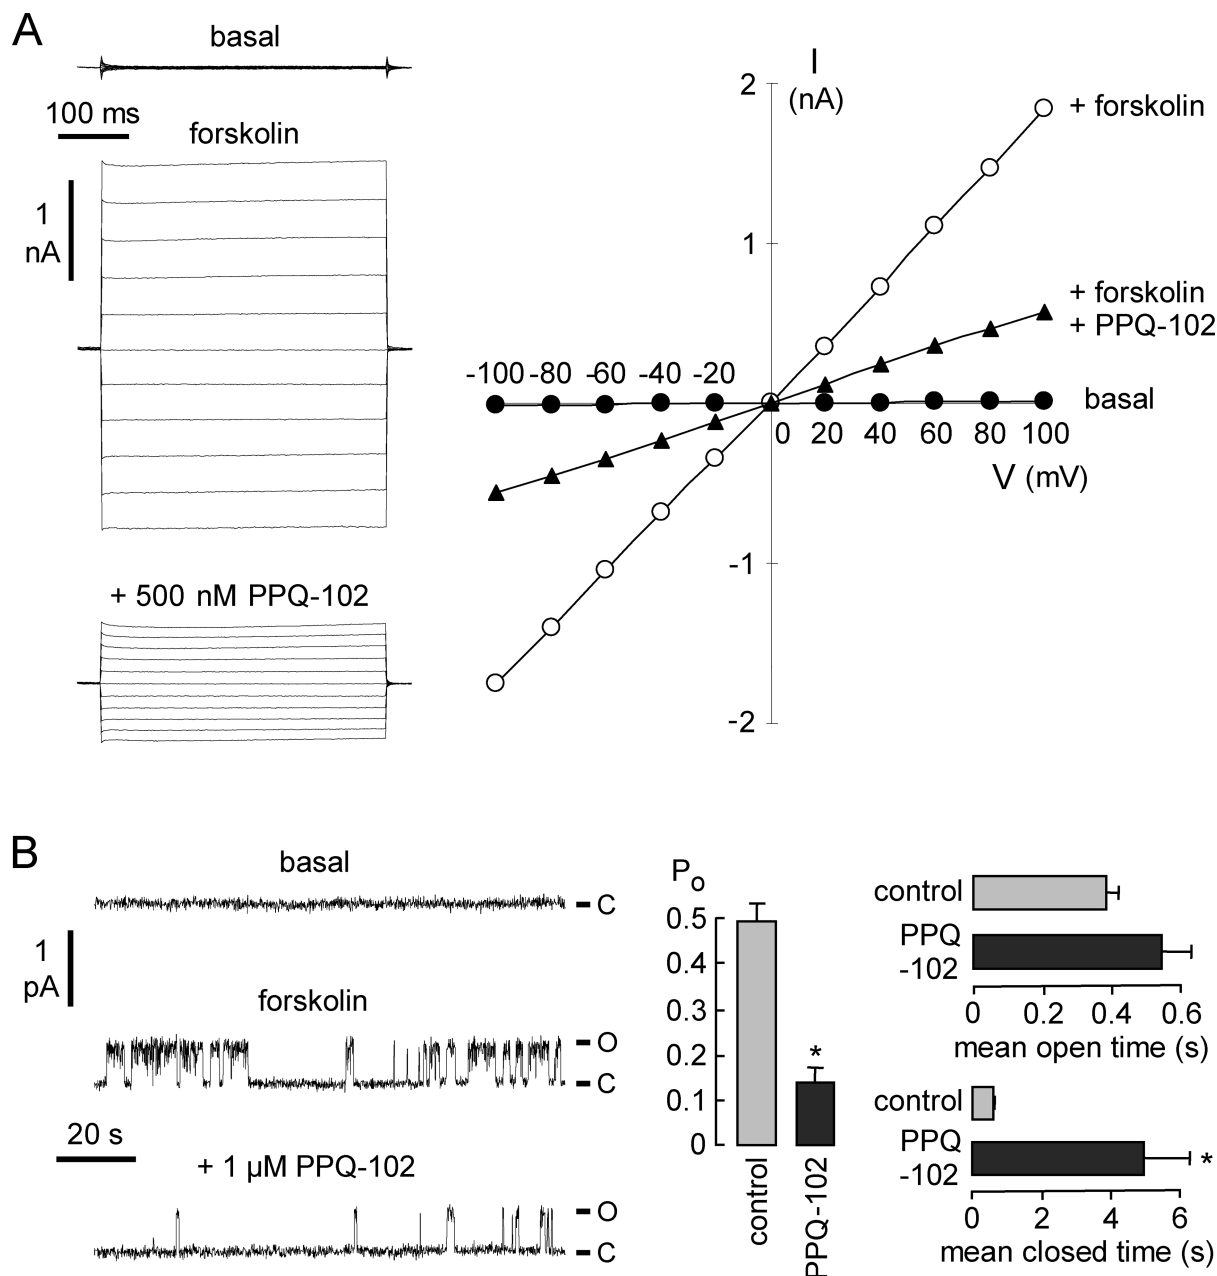 A
basal
100 ms
forskolin
1
nA
+ 500 nM PPQ-102
I
(nA)
2
1
-1
-2
+ forskolin
+ forskolin
+ PPQ-102
basal
-100 -80 -60 -40 -20
0 20 40 60 80 100
V (mV)
B
basal
C
1
pA
forskolin
O
C
20 s
+ 1 µM PPQ-102
O
C
Po
0.5
0.4
0.3
0.2
0.1
0
*
control
PPQ-102
control
PPQ
-102
0 0.2 0.4 0.6
mean open time (s)
control
PPQ
-102
*
0 2 4 6
mean closed time (s)